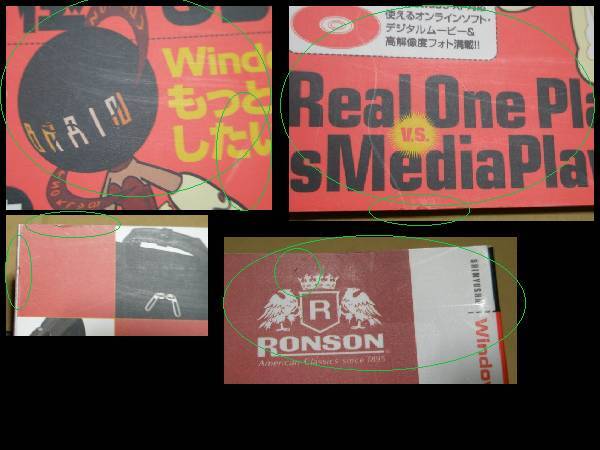 BRAIN
Windo
もっと
したい
使えるオンラインソフト・
デジタルムービー&
高解像度フォト満載!!
Real One Pla
V.S.
sMediaPlay
R
RONSON
American Classics since 1895
SHINYUSHA
Window